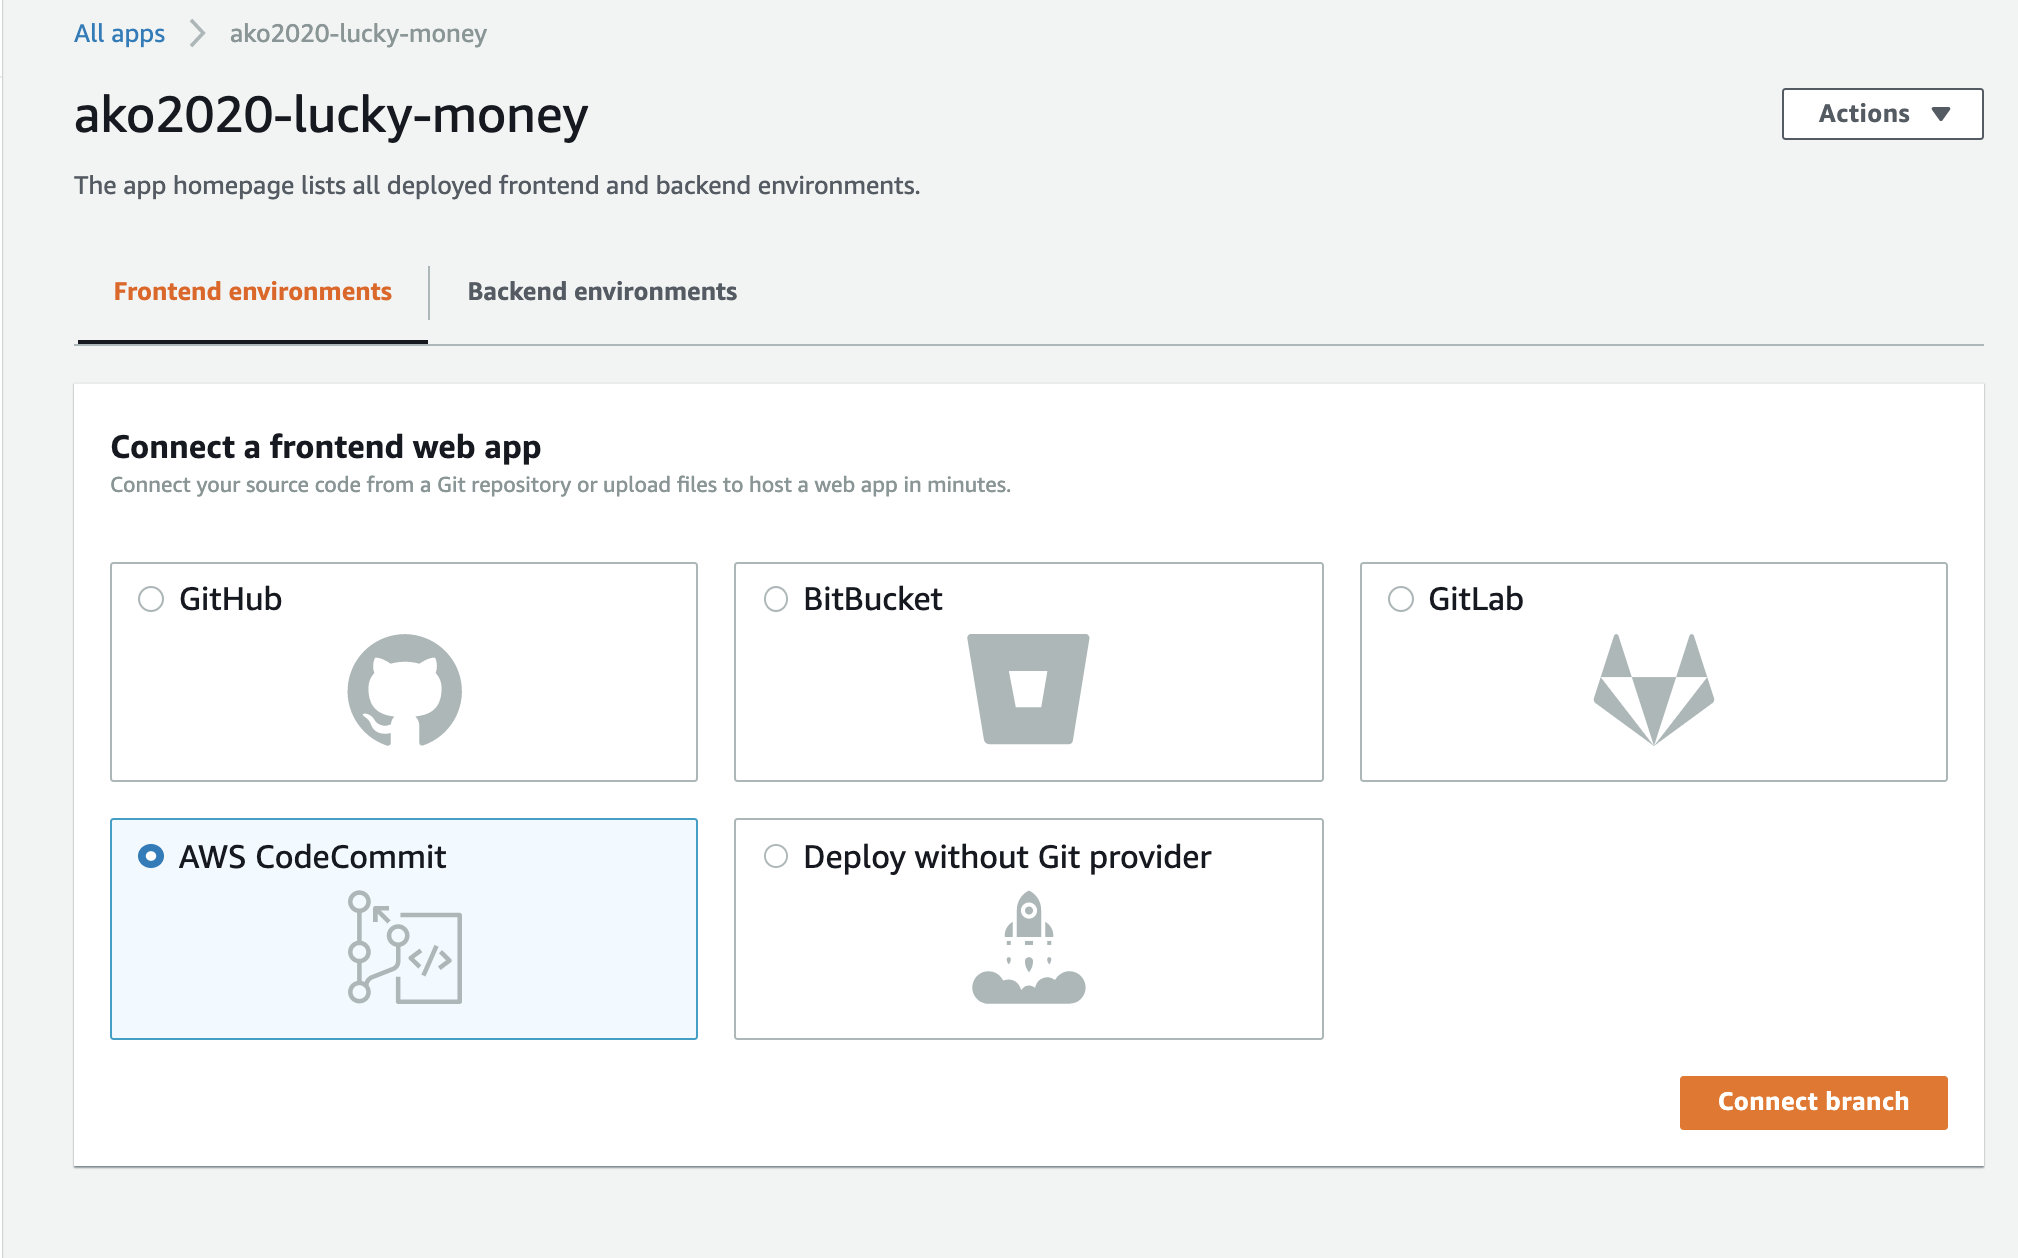 All apps ako2020-lucky-money
ako2020-lucky-money
Actions
The app homepage lists all deployed frontend and backend environments.
Frontend environments Backend environments
Connect a frontend web app
Connect your source code from a Git repository or upload files to host a web app in minutes.
GitHub BitBucket GitLab
AWS CodeCommit Deploy without Git provider
</>
Connect branch